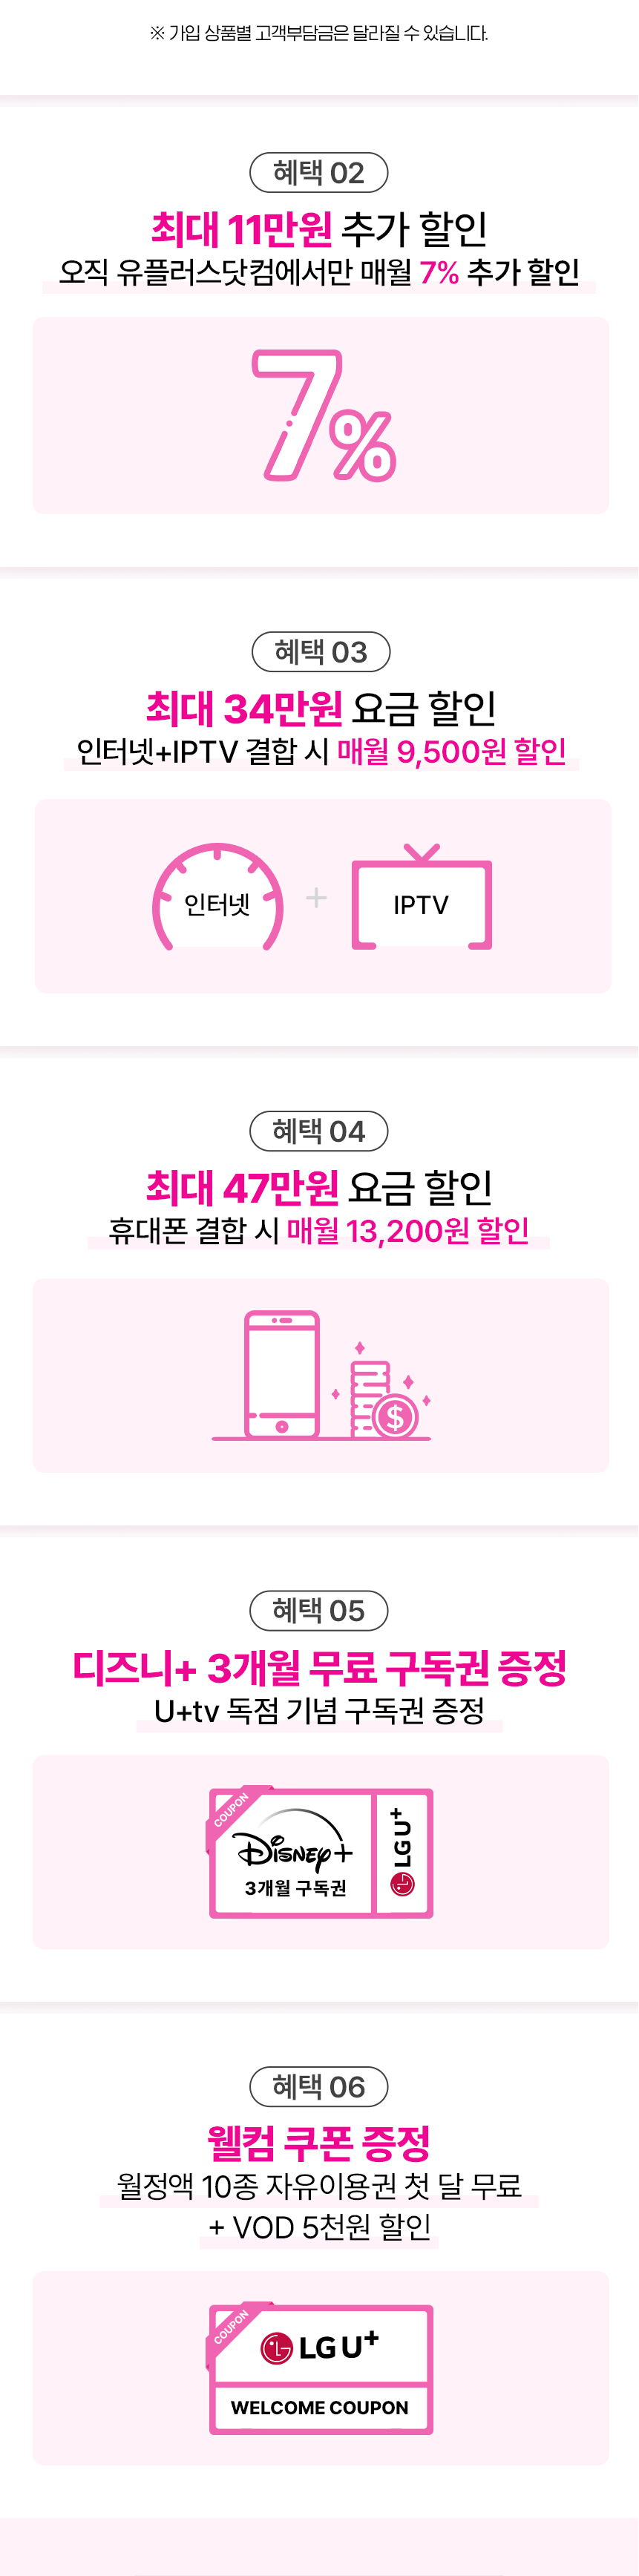 ※ 가입 상품별 고객부담금은 달라질 수 있습니다.
혜택 02
최대 11만원 추가 할인
오직 유플러스닷컴에서만 매월 7% 추가 할인
7%
혜택 03
최대 34만원 요금 할인
인터넷+IPTV 결합 시 매월 9,500원 할인
인터넷 + IPTV
혜택 04
최대 47만원 요금 할인
휴대폰 결합 시 매월 13,200원 할인
$
혜택 05
디즈니+ 3개월 무료 구독권 증정
U+tv 독점 기념 구독권 증정
COUPON
Disney+
3개월 구독권
LG U+
혜택 06
웰컴 쿠폰 증정
월정액 10종 자유이용권 첫 달 무료
+ VOD 5천원 할인
COUPON
LG U+
WELCOME COUPON